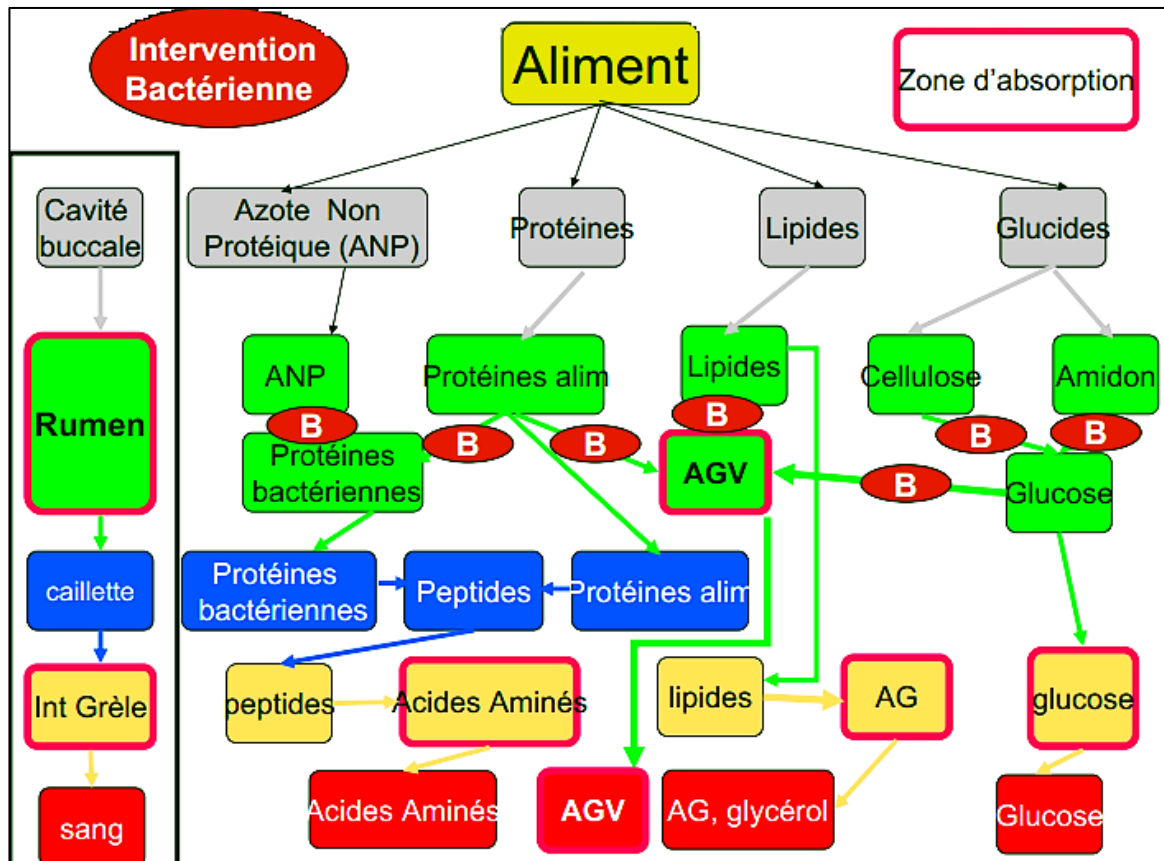 Intervention
Bactérienne
Aliment
Zone d'absorption
Cavité
buccale
Azote Non
Protéique (ANP)
Protéines
Lipides
Glucides
Rumen
ANP
Protéines alim
Lipides
Cellulose
Amidon
B
B
B
B
B
B
B
Protéines
bactériennes
AGV
Glucose
caillette
Protéines
bactériennes
Peptides
Protéines alim
Int Grèle
peptides
Acides Aminés
lipides
AG
glucose
sang
Acides Aminés
AGV
AG, glycérol
Glucose